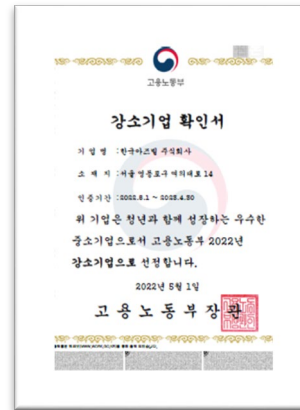 고용노동부
강소기업 확인서
기 업 명 : 한국아즈빌 주식회사
소 재 지 : 서울 영등포구 여의대로 14
인증기간 : 2022.5.1 ~ 2025.4.30
위 기업은 청년과 함께 성장하는 우수한
중소기업으로서 고용노동부 2022년
강소기업으로 선정합니다.
2022년 5월 1일
고 용 노 동 부 장 관